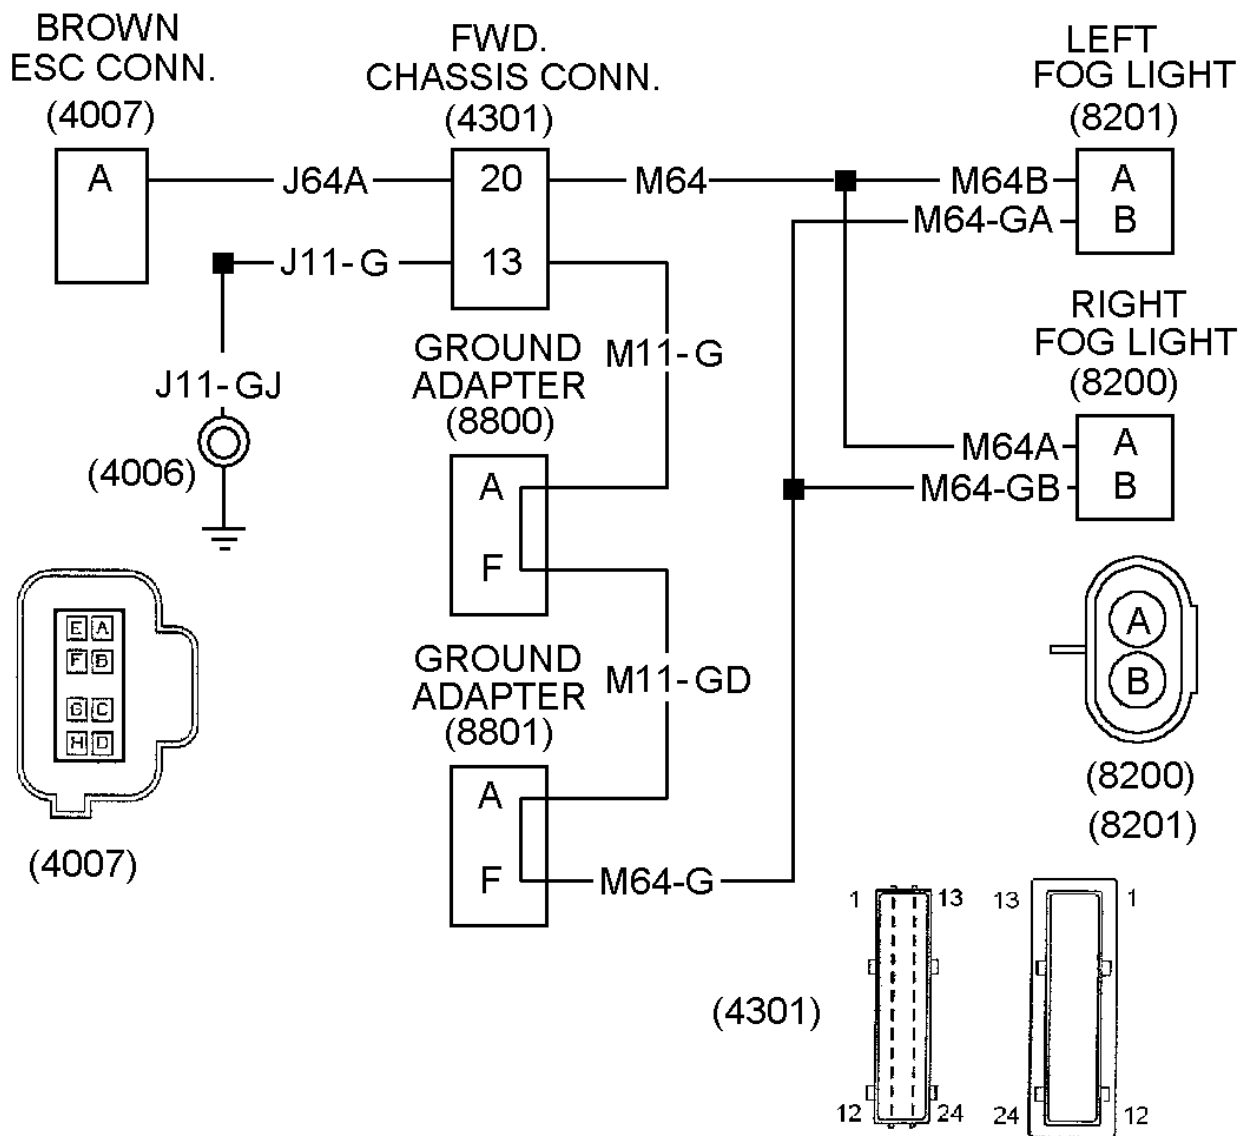 BROWN
ESC CONN.
(4007)
A
FWD.
CHASSIS CONN.
(4301)
20
13
LEFT
FOG LIGHT
(8201)
A
B
J64A
M64
M64B
M64-GA
J11-G
J11-GJ
(4006)
M11-G
RIGHT
FOG LIGHT
(8200)
A
B
M64A
M64-GB
GROUND
ADAPTER
(8800)
A
F
M11-GD
GROUND
ADAPTER
(8801)
A
F
M64-G
E A
F B
G C
H D
(4007)
A
B
(8200)
(8201)
(4301)
1 13
12 24
13 1
24 12